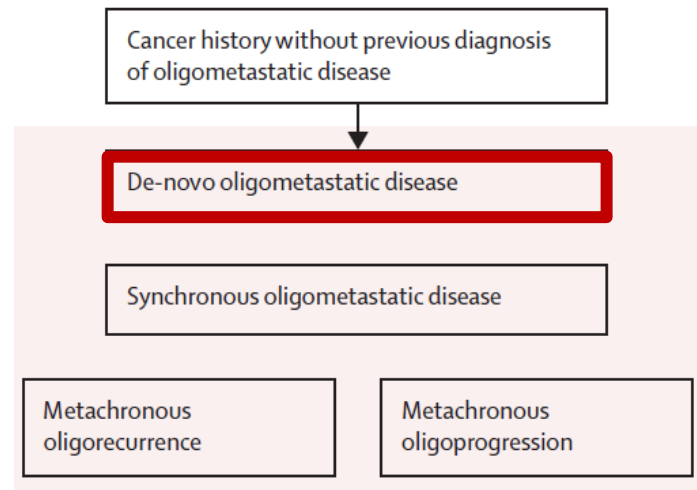 Cancer history without previous diagnosis
of oligometastatic disease
De-novo oligometastatic disease
Synchronous oligometastatic disease
Metachronous
oligorecurrence
Metachronous
oligoprogression